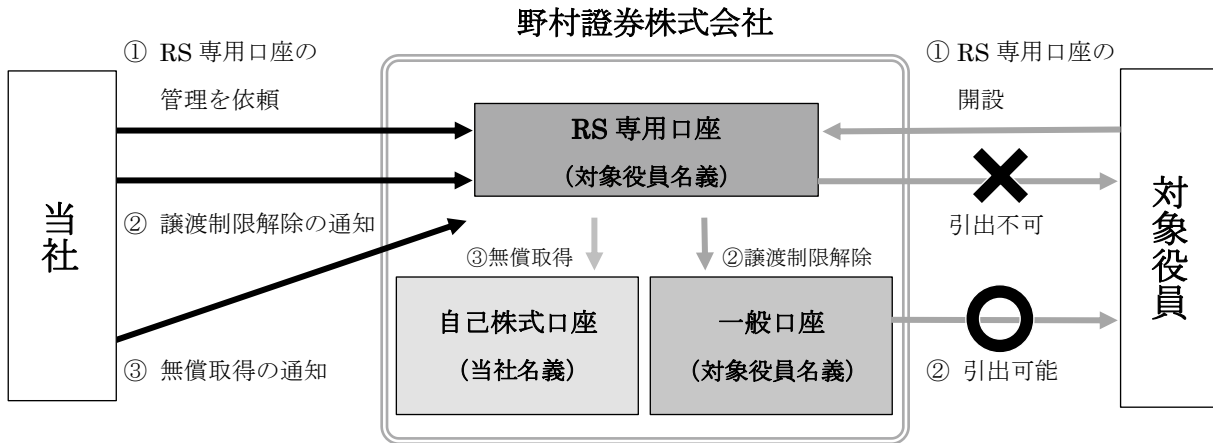 野村證券株式会社
① RS 専用口座の
管理を依頼
① RS 専用口座の
開設
RS 専用口座
（対象役員名義）
当社
② 譲渡制限解除の通知
引出不可
対象役員
③無償取得
②譲渡制限解除
自己株式口座
（当社名義）
一般口座
（対象役員名義）
③ 無償取得の通知
② 引出可能